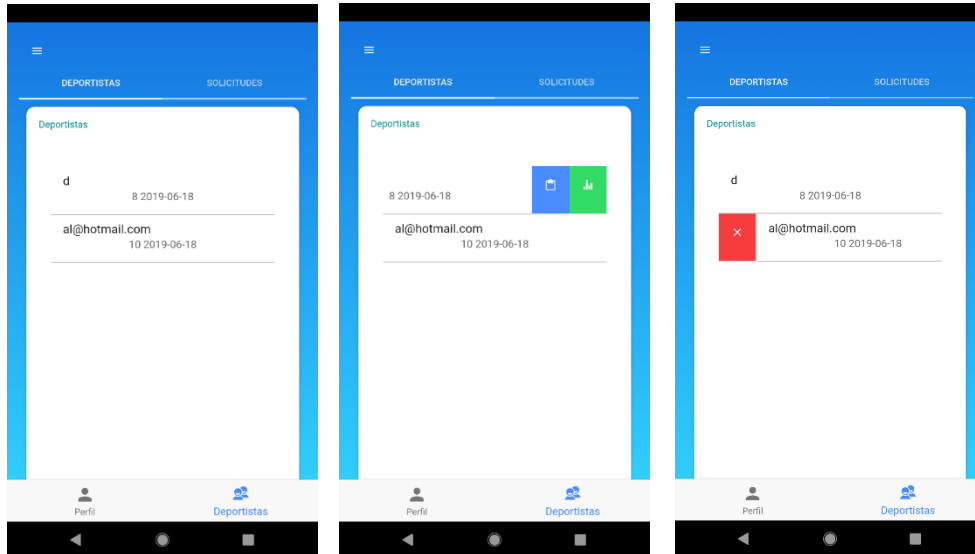 DEPORTISTAS SOLICITUDES
Deportistas
d
8 2019-06-18
al@hotmail.com
10 2019-06-18
Perfil Deportistas
DEPORTISTAS SOLICITUDES
Deportistas
8 2019-06-18
al@hotmail.com
10 2019-06-18
Perfil Deportistas
DEPORTISTAS SOLICITUDES
Deportistas
d
8 2019-06-18
al@hotmail.com
10 2019-06-18
Perfil Deportistas